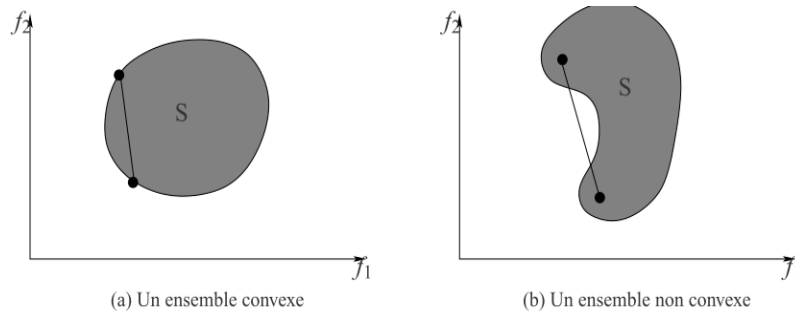 f2
S
f1
(a) Un ensemble convexe
f2
S
f
(b) Un ensemble non convexe